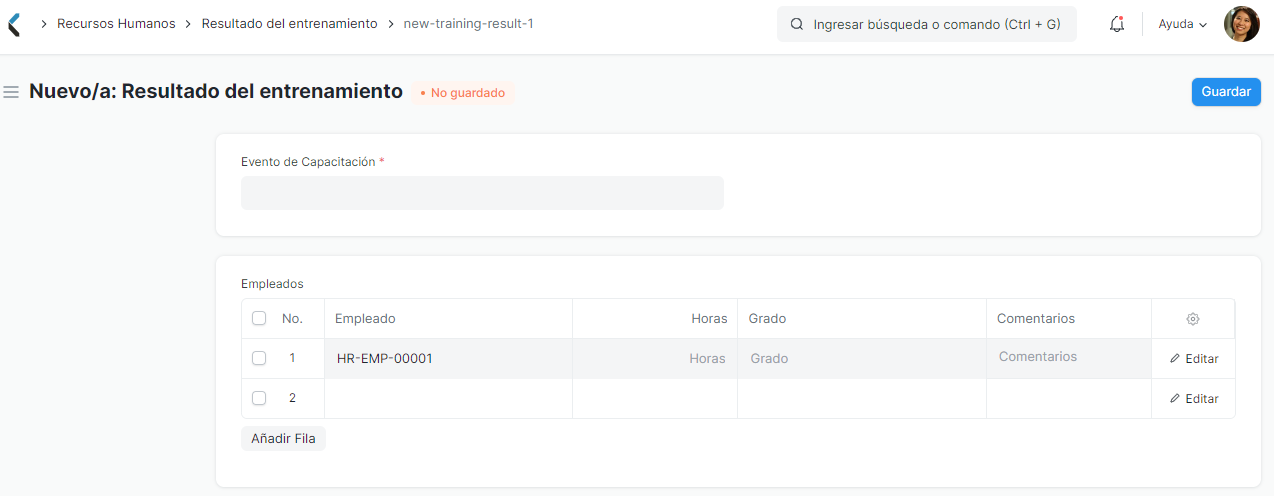 Recursos Humanos > Resultado del entrenamiento > new-training-result-1
Ingresar búsqueda o comando (Ctrl + G)
Ayuda
Nuevo/a: Resultado del entrenamiento • No guardado
Guardar
Evento de Capacitación *
Empleados
No. Empleado Horas Grado Comentarios
1 HR-EMP-00001 Horas Grado Comentarios Editar
2 Editar
Añadir Fila